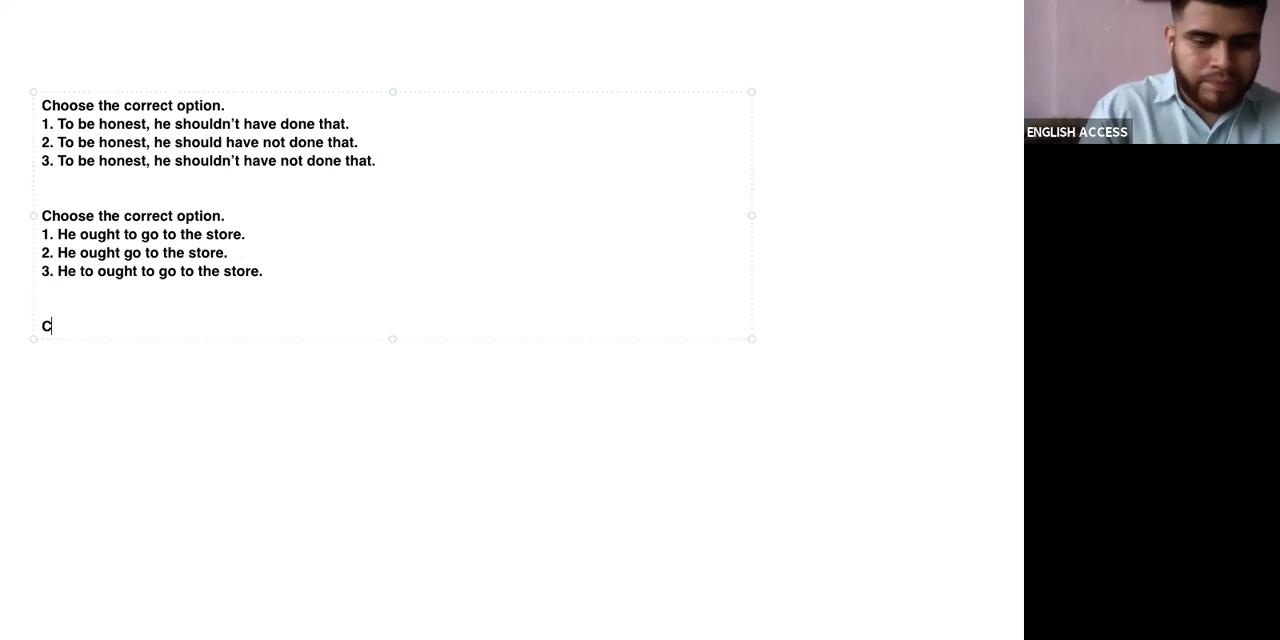 Choose the correct option.
1. To be honest, he shouldn’t have done that.
2. To be honest, he should have not done that.
3. To be honest, he shouldn’t have not done that.
Choose the correct option.
1. He ought to go to the store.
2. He ought go to the store.
3. He to ought to go to the store.
C
ENGLISH ACCESS